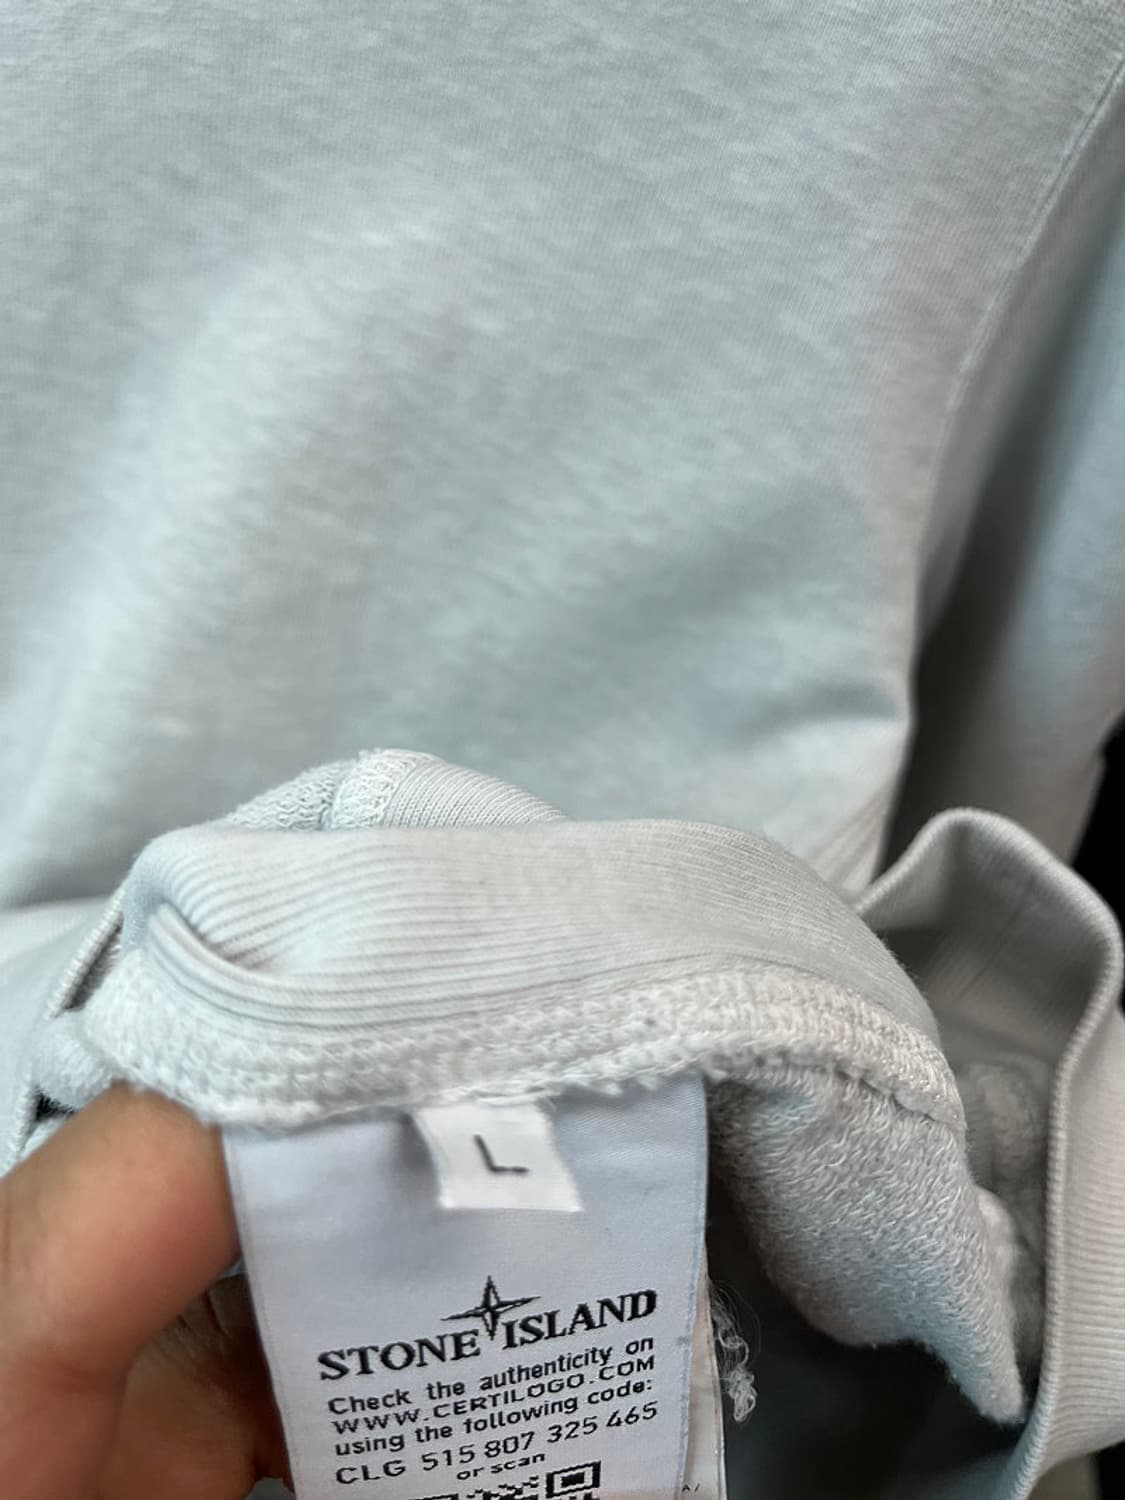 L
STONE ISLAND
Check the authenticity on
WWW.CERTILOGO.COM
using the following code:
CLG 515 807 325 465
or scan